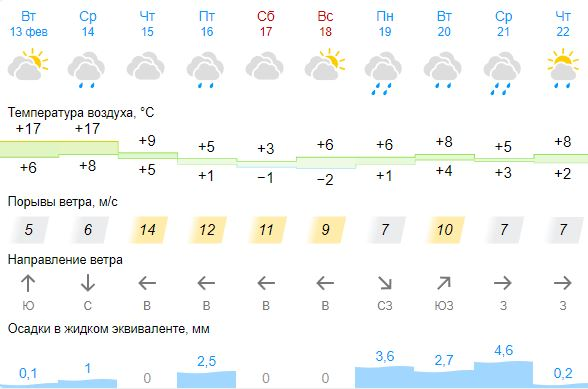 Вт Ср Чт Пт Сб Вс Пн Вт Ср Чт
13 фев 14 15 16 17 18 19 20 21 22
Температура воздуха, °C
+17 +17 +9 +5 +3 +6 +6 +8 +5 +8
+6 +8 +5 +1 −1 −2 +1 +4 +3 +2
Порывы ветра, м/с
5 6 14 12 11 9 7 10 7 7
Направление ветра
Ю С В В В В СЗ ЮЗ З З
Осадки в жидком эквиваленте, мм
0,1 1 0 2,5 0 0 3,6 2,7 4,6 0,2